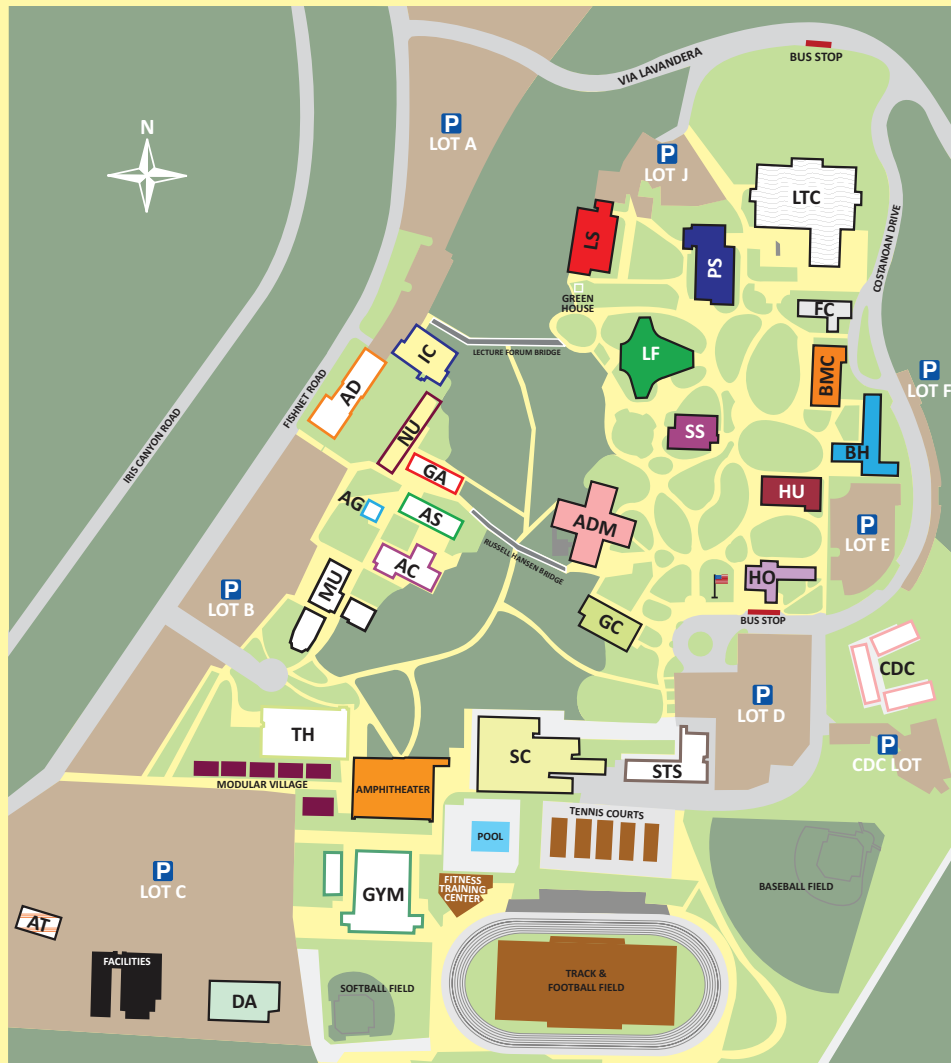 VIA LAVANDERA
BUS STOP
N
P
LOT A
P
LOT J
LTC
LS
PS
COSTANOAN DRIVE
GREEN
HOUSE
FC
LECTURE FORUM BRIDGE
IC
LF
BMC
P
LOT F
AD
FISHNET ROAD
IRIS CANYON ROAD
NU
SS
BH
GA
HU
AG
AS
ADM
P
LOT E
RUSSELL HANSEN BRIDGE
AC
MU
HO
P
LOT B
BUS STOP
GC
CDC
P
LOT D
TH
SC
STS
P
CDC LOT
MODULAR VILLAGE
AMPHITHEATER
TENNIS COURTS
POOL
P
LOT C
GYM
FITNESS
TRAINING
CENTER
BASEBALL FIELD
AT
FACILITIES
DA
SOFTBALL FIELD
TRACK &
FOOTBALL FIELD